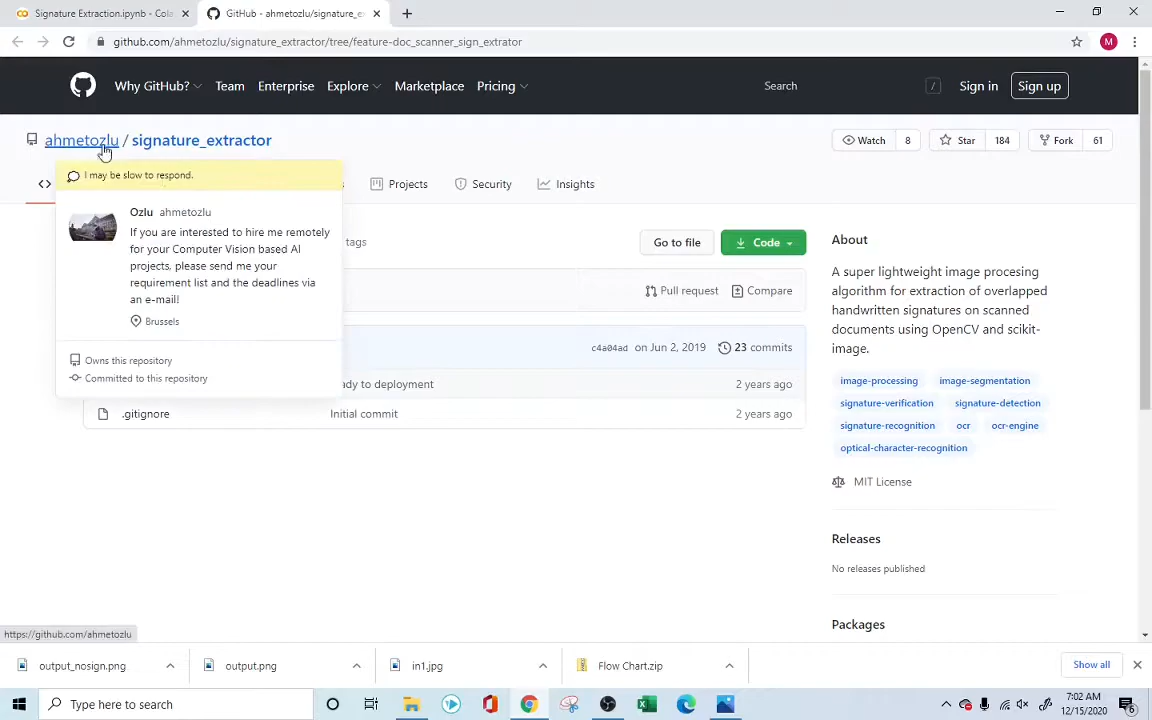 Signature Extraction.ipynb - Cola
GitHub - ahmetozlu/signature_e
github.com/ahmetozlu/signature_extractor/tree/feature-doc_scanner_sign_extrator
M
Why GitHub?
Team
Enterprise
Explore
Marketplace
Pricing
Search
/
Sign in
Sign up
ahmetozlu / signature_extractor
Watch 8
Star 184
Fork 61
I may be slow to respond.
Projects
Security
Insights
Ozlu ahmetozlu
If you are interested to hire me remotely
for your Computer Vision based AI
projects, please send me your
requirement list and the deadlines via
an e-mail!
Brussels
Owns this repository
Committed to this repository
tags
Go to file
Code
Pull request
Compare
c4a04ad on Jun 2, 2019
23 commits
ady to deployment
2 years ago
.gitignore
Initial commit
2 years ago
About
A super lightweight image procesing
algorithm for extraction of overlapped
handwritten signatures on scanned
documents using OpenCV and scikit-
image.
image-processing
image-segmentation
signature-verification
signature-detection
signature-recognition
ocr
ocr-engine
optical-character-recognition
MIT License
Releases
No releases published
Packages
https://github.com/ahmetozlu
output_nosign.png
output.png
in1.jpg
Flow Chart.zip
Show all
Type here to search
7:02 AM
12/15/2020
6